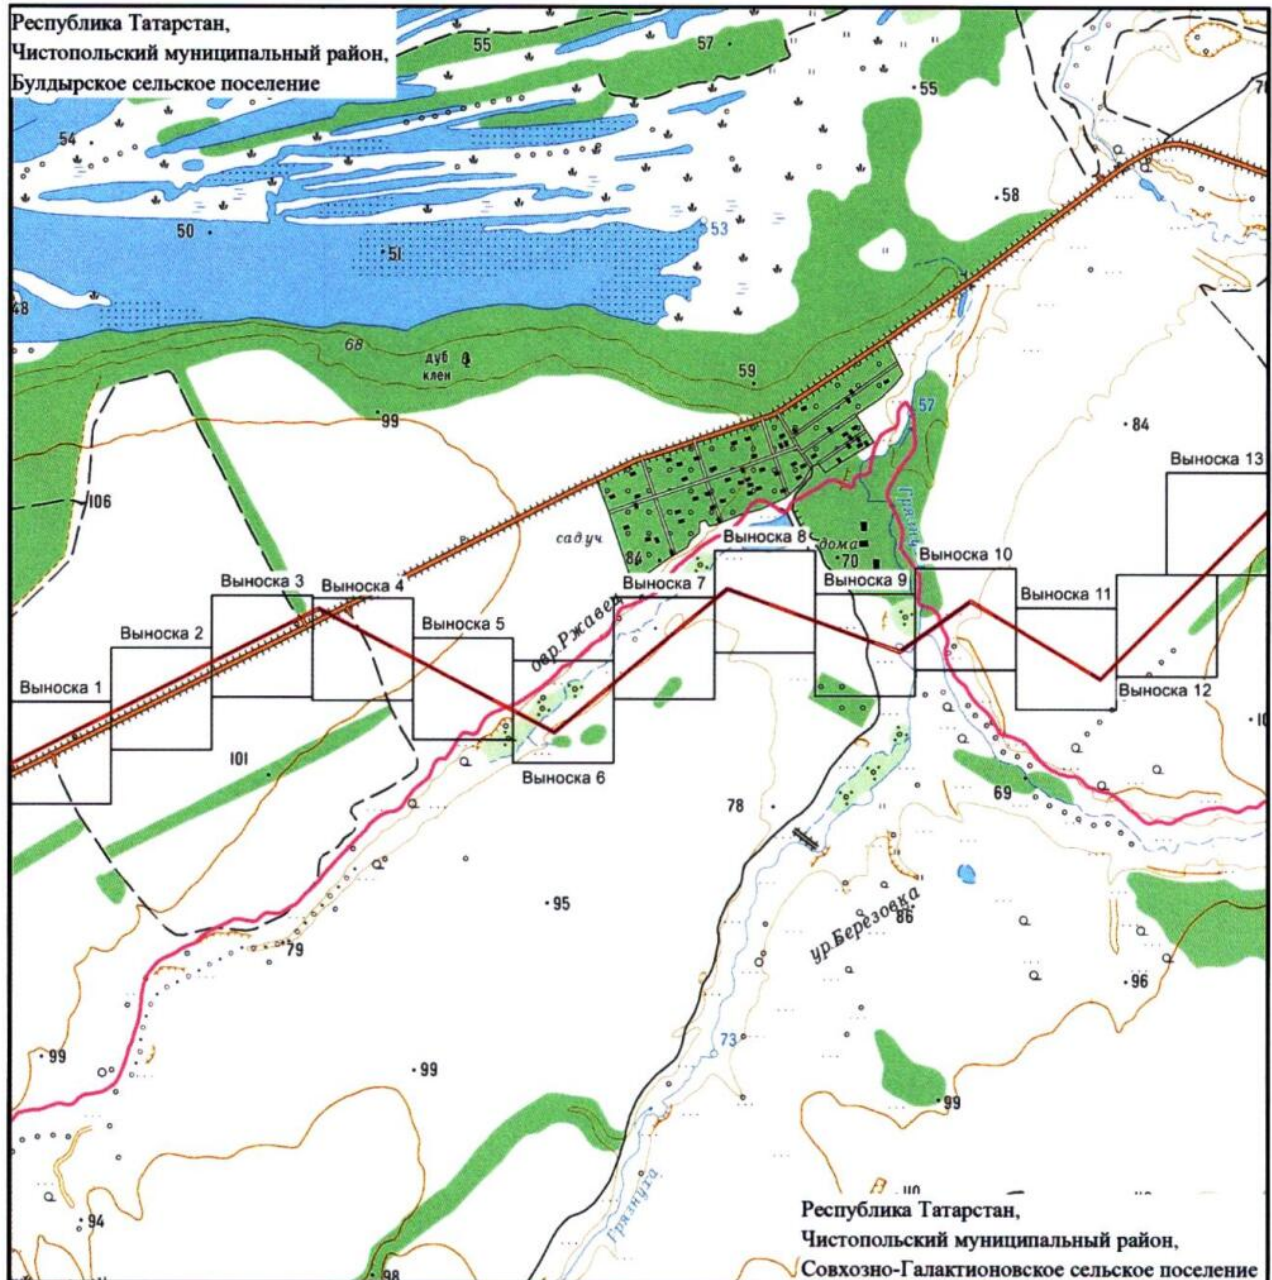 Республика Татарстан,
Чистопольский муниципальный район,
Булдырское сельское поселение
55
57
55
54
58
50
53
51
48
68
дуб
клен
59
99
57
84
106
Выноска 13
сад уч.
84
Выноска 8
дома
70
Грязнуха
Выноска 10
Выноска 3
Выноска 4
Выноска 7
Выноска 9
Выноска 11
Выноска 2
Выноска 5
овр. Ржавец
Выноска 1
Выноска 12
101
Выноска 6
78
69
95
86
ур. Березовка
79
96
73
99
99
99
Грязнуха
94
98
Республика Татарстан,
Чистопольский муниципальный район,
Совхозно-Галактионовское сельское поселение